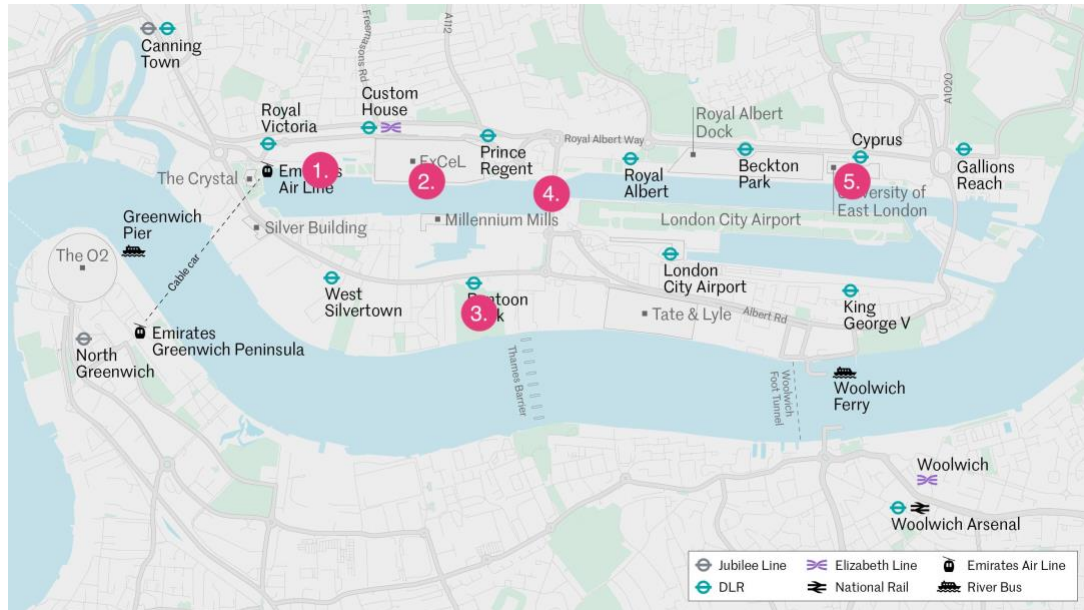 Canning
Town
Freemasons Rd
A112
Custom
House
Royal
Victoria
Royal Albert Way
Royal Albert
Dock
A1020
Prince
Regent
ExCeL
Cyprus
Beckton
Park
Gallions
Reach
Royal
Albert
The Crystal
1.
Air Line
2.
4.
5.
University of
East London
Greenwich
Pier
Silver Building
Millennium Mills
London City Airport
The O2
Cable car
West
Silvertown
3.
London
City Airport
King
George V
Tate & Lyle
Albert Rd
Emirates
Greenwich Peninsula
North
Greenwich
Thames Barrier
Woolwich
Foot Tunnel
Woolwich
Ferry
Woolwich
Woolwich Arsenal
Jubilee Line
Elizabeth Line
Emirates Air Line
DLR
National Rail
River Bus